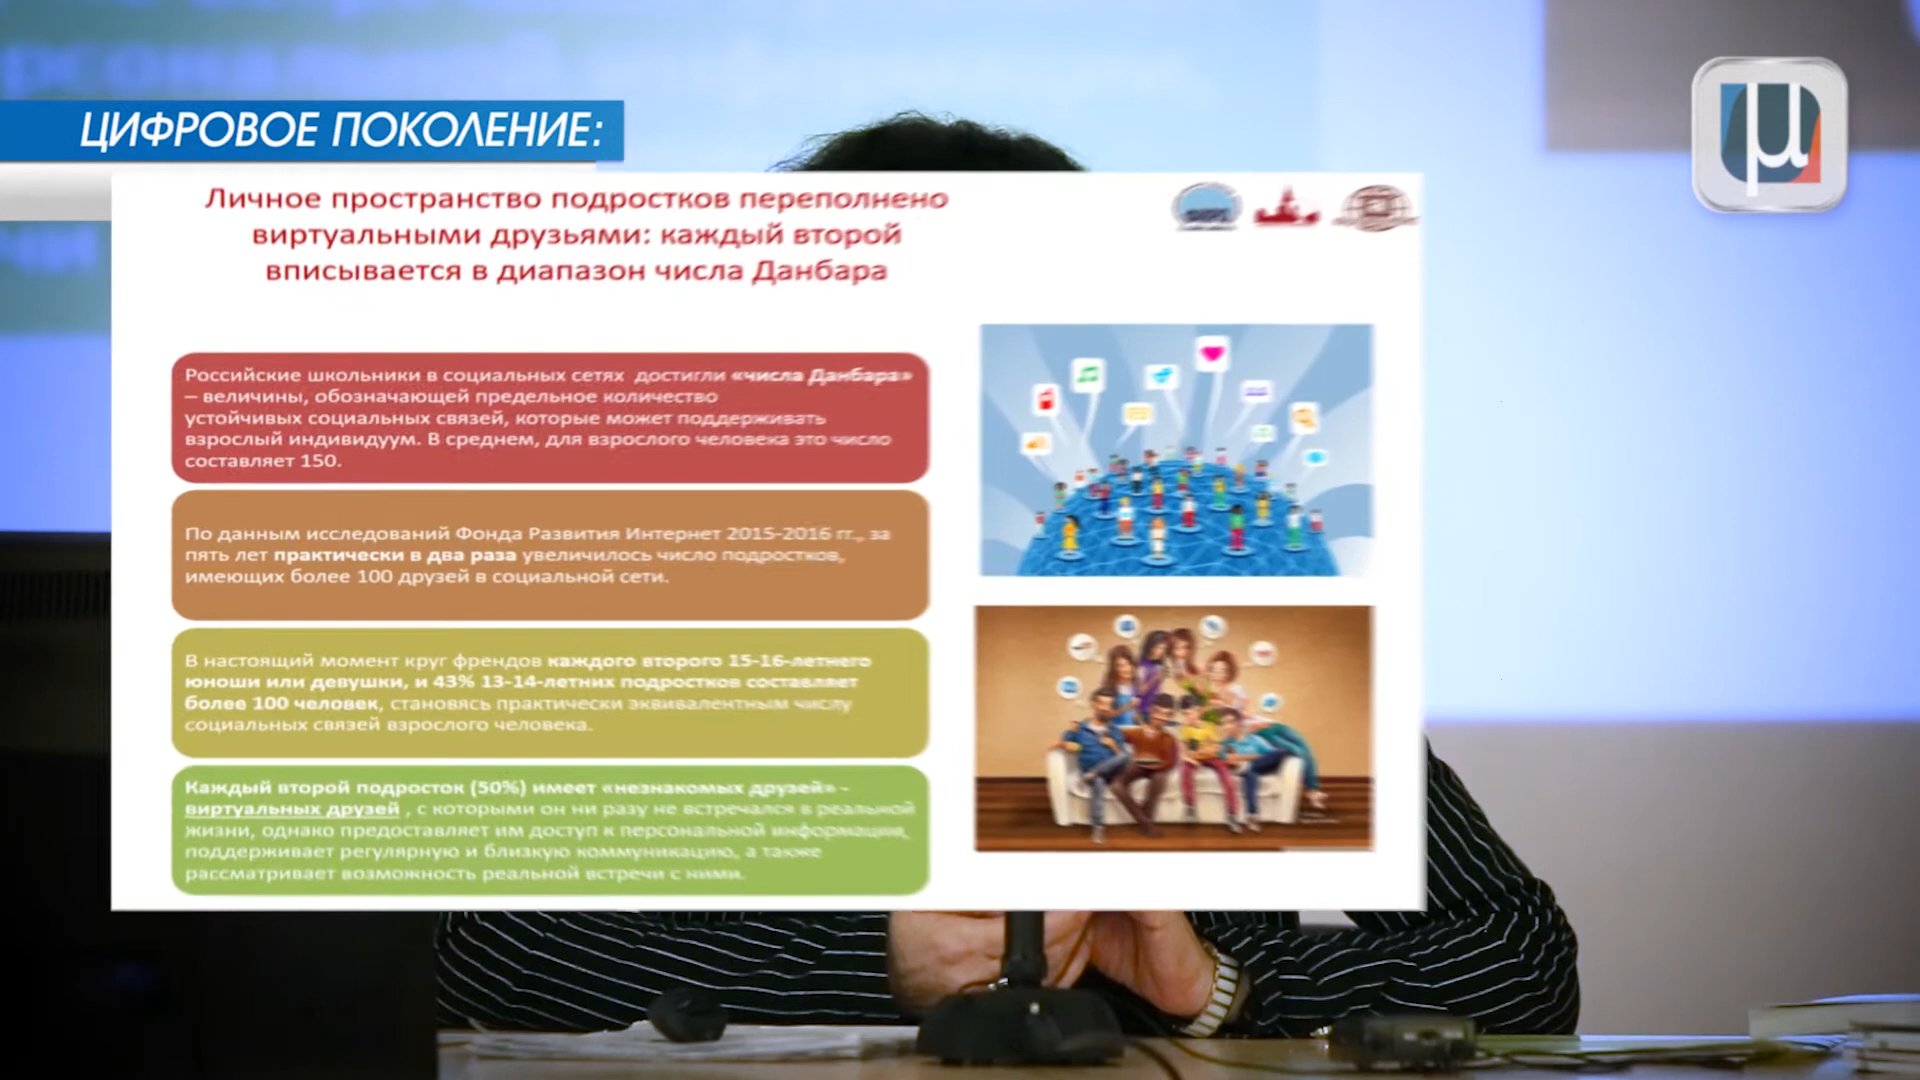 ЦИФРОВОЕ ПОКОЛЕНИЕ:
Личное пространство подростков переполнено
виртуальными друзьями: каждый второй
вписывается в диапазон числа Данбара
Российские школьники в социальных сетях достигли «числа Данбара»
– величины, обозначающей предельное количество
устойчивых социальных связей, которые может поддерживать
взрослый индивидуум. В среднем, для взрослого человека это число
составляет 150.
По данным исследований Фонда Развития Интернет 2015-2016 гг., за
пять лет практически в два раза увеличилось число подростков,
имеющих более 100 друзей в социальной сети.
В настоящий момент круг френдов каждого второго 15-16-летнего
юноши или девушки, и 43% 13-14-летних подростков составляет
более 100 человек, становясь практически эквивалентным числу
социальных связей взрослого человека.
Каждый второй подросток (50%) имеет «незнакомых друзей» -
виртуальных друзей , с которыми он ни разу не встречался в реальной
жизни, однако предоставляет им доступ к персональной информации,
поддерживает регулярную и близкую коммуникацию, а также
рассматривает возможность реальной встречи с ними.
μ